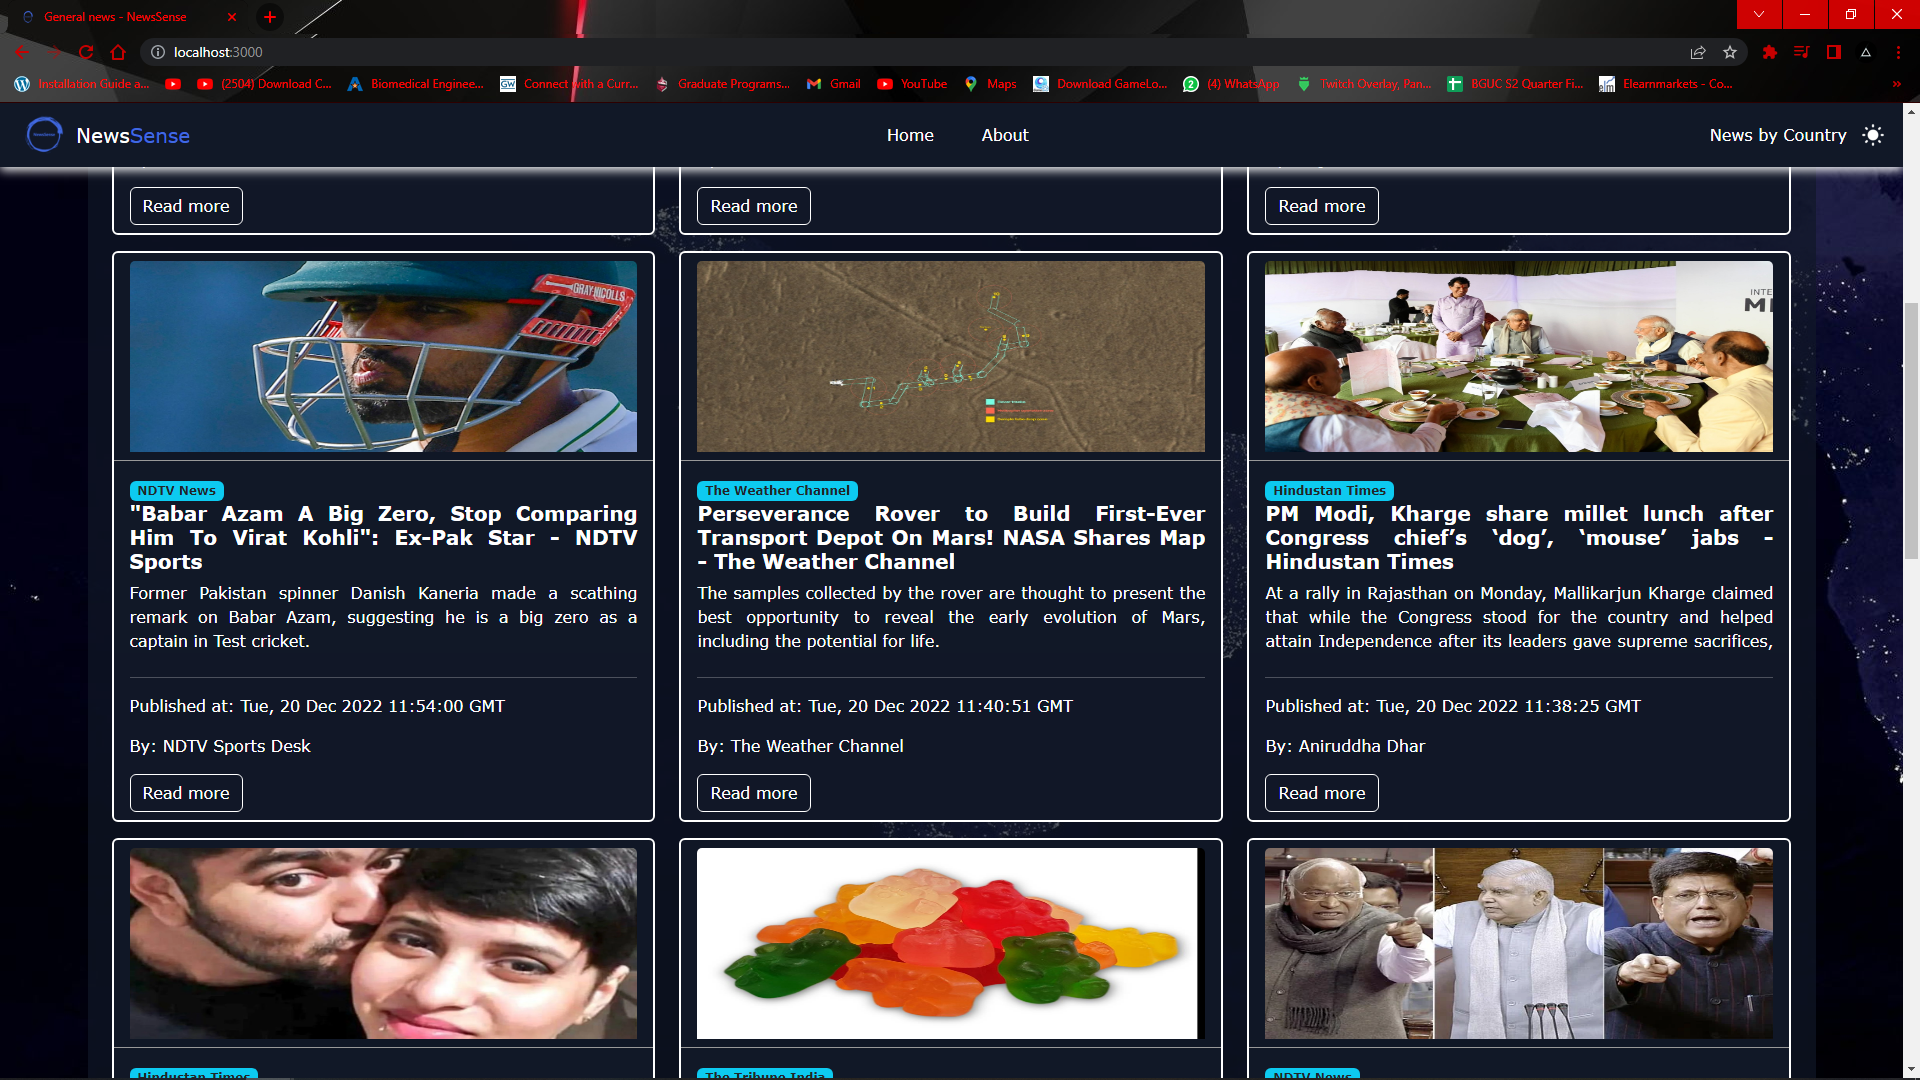 General news - NewsSense
localhost:3000
Installation Guide a...
(2504) Download C...
Biomedical Enginee...
Connect with a Curr...
Graduate Programs...
Gmail
YouTube
Maps
Download GameLo...
(4) WhatsApp
Twitch Overlay, Pan...
BGUC S2 Quarter Fi...
Elearnmarkets - Co...
NewsSense
Home
About
News by Country
Read more
Read more
Read more
GRAY-NICOLLS
INTE
MI
NDTV News
"Babar Azam A Big Zero, Stop Comparing
Him To Virat Kohli": Ex-Pak Star - NDTV
Sports
Former Pakistan spinner Danish Kaneria made a scathing
remark on Babar Azam, suggesting he is a big zero as a
captain in Test cricket.
Published at: Tue, 20 Dec 2022 11:54:00 GMT
By: NDTV Sports Desk
Read more
The Weather Channel
Perseverance Rover to Build First-Ever
Transport Depot On Mars! NASA Shares Map
- The Weather Channel
The samples collected by the rover are thought to present the
best opportunity to reveal the early evolution of Mars,
including the potential for life.
Published at: Tue, 20 Dec 2022 11:40:51 GMT
By: The Weather Channel
Read more
Hindustan Times
PM Modi, Kharge share millet lunch after
Congress chief’s ‘dog’, ‘mouse’ jabs -
Hindustan Times
At a rally in Rajasthan on Monday, Mallikarjun Kharge claimed
that while the Congress stood for the country and helped
attain Independence after its leaders gave supreme sacrifices,
Published at: Tue, 20 Dec 2022 11:38:25 GMT
By: Aniruddha Dhar
Read more
Hindustan Times
The Tribune India
NDTV News